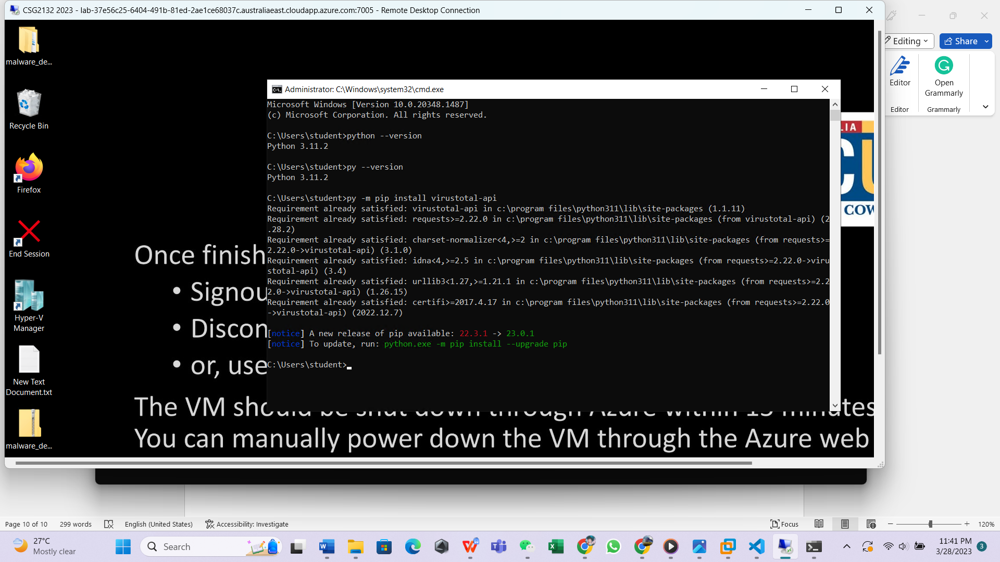 CSG2132 2023 - lab-37e56c25-6404-491b-81ed-2ae1ce68037c.australiaeast.cloudapp.azure.com:7005 - Remote Desktop Connection
Editing
Share
Editor
Open
Grammarly
Editor
Grammarly
malware_de...
Recycle Bin
Firefox
End Session
Hyper-V
Manager
New Text
Document.txt
malware_de...
Administrator: C:\Windows\system32\cmd.exe
Microsoft Windows [Version 10.0.20348.1487]
(c) Microsoft Corporation. All rights reserved.
C:\Users\student>python --version
Python 3.11.2
C:\Users\student>py --version
Python 3.11.2
C:\Users\student>py -m pip install virustotal-api
Requirement already satisfied: virustotal-api in c:\program files\python311\lib\site-packages (1.1.11)
Requirement already satisfied: requests>=2.22.0 in c:\program files\python311\lib\site-packages (from virustotal-api) (2
.28.2)
Requirement already satisfied: charset-normalizer<4,>=2 in c:\program files\python311\lib\site-packages (from requests>=
2.22.0->virustotal-api) (3.1.0)
Requirement already satisfied: idna<4,>=2.5 in c:\program files\python311\lib\site-packages (from requests>=2.22.0->viru
stotal-api) (3.4)
Requirement already satisfied: urllib3<1.27,>=1.21.1 in c:\program files\python311\lib\site-packages (from requests>=2.2
2.0->virustotal-api) (1.26.15)
Requirement already satisfied: certifi>=2017.4.17 in c:\program files\python311\lib\site-packages (from requests>=2.22.0
->virustotal-api) (2022.12.7)
[notice] A new release of pip available: 22.3.1 -> 23.0.1
[notice] To update, run: python.exe -m pip install --upgrade pip
C:\Users\student>
LIA
CU
COW
Once finish
• Signou
• Discon
• or, use
The VM should be shut down through Azure within 15 minutes
You can manually power down the VM through the Azure web
Page 10 of 10
299 words
English (United States)
Accessibility: Investigate
Focus
120%
27°C
Mostly clear
Search
11:41 PM
3/28/2023
3